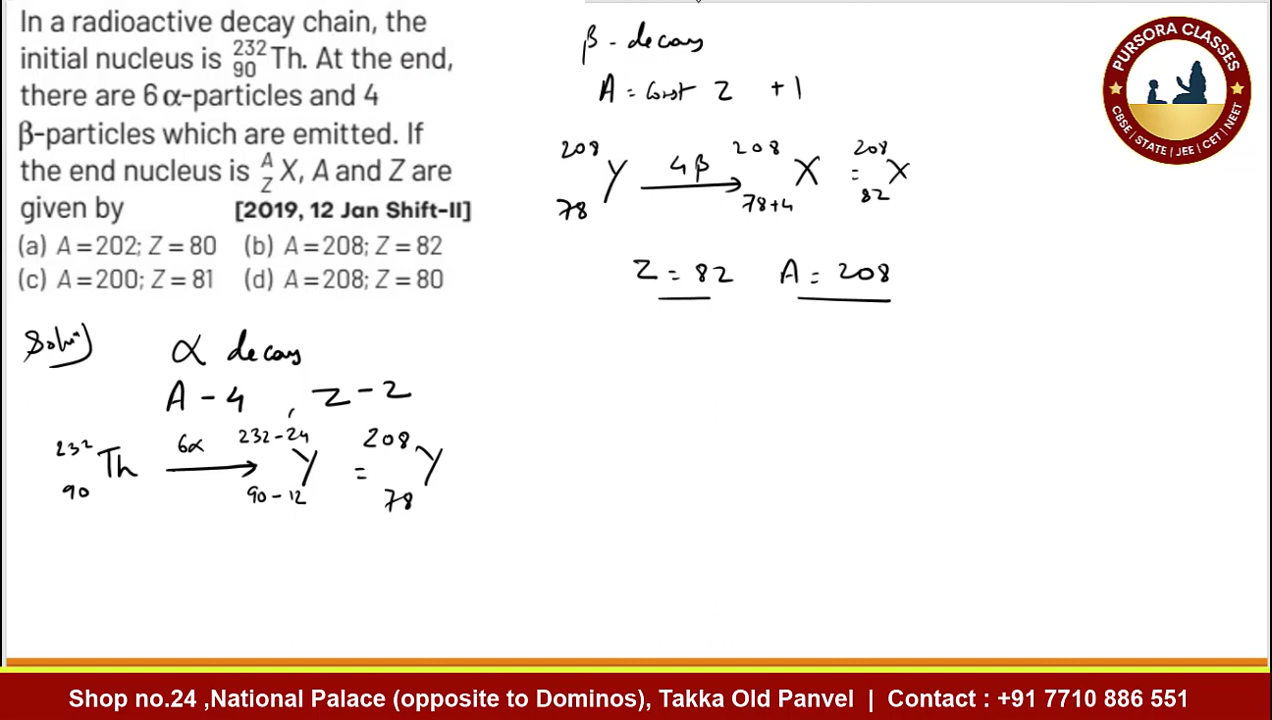 In a radioactive decay chain, the
initial nucleus is ²³²₉₀Th. At the end,
there are 6 α-particles and 4
β-particles which are emitted. If
the end nucleus is ᴬ_Z X, A and Z are
given by [2019, 12 Jan Shift-II]
(a) A = 202; Z = 80 (b) A = 208; Z = 82
(c) A = 200; Z = 81 (d) A = 208; Z = 80
α decay
A - 4 , Z - 2
²³²₉₀Th 6α → ²³²⁻²⁴₉₀₋₁₂Y = ²⁰⁸₇₈Y
β - decay
A = const Z +1
²⁰⁸₇₈Y 4β → ²⁰⁸₇₈₊₄X = ²⁰⁸₈₂X
Z = 82 A = 208
PURSORA CLASSES
CBSE | STATE | JEE | CET | NEET
Shop no.24 ,National Palace (opposite to Dominos), Takka Old Panvel | Contact : +91 7710 886 551